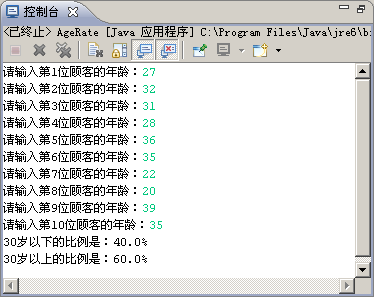 控制台
<已终止> AgeRate [Java 应用程序] C:\Program Files\Java\jre6\b
请输入第1位顾客的年龄：27
请输入第2位顾客的年龄：32
请输入第3位顾客的年龄：31
请输入第4位顾客的年龄：28
请输入第5位顾客的年龄：36
请输入第6位顾客的年龄：35
请输入第7位顾客的年龄：22
请输入第8位顾客的年龄：20
请输入第9位顾客的年龄：39
请输入第10位顾客的年龄：35
30岁以下的比例是：40.0%
30岁以上的比例是：60.0%